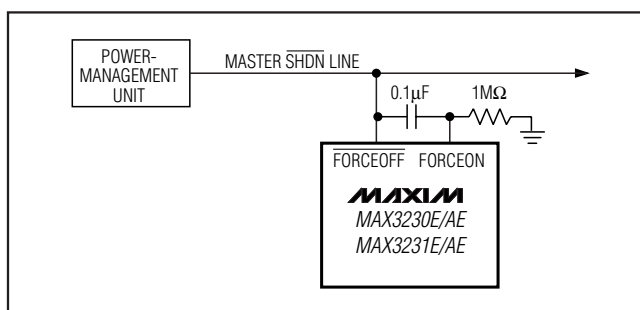 POWER-
MANAGEMENT
UNIT
MASTER SHDN LINE
0.1μF
1MΩ
FORCEOFF FORCEON
MAXIM
MAX3230E/AE
MAX3231E/AE